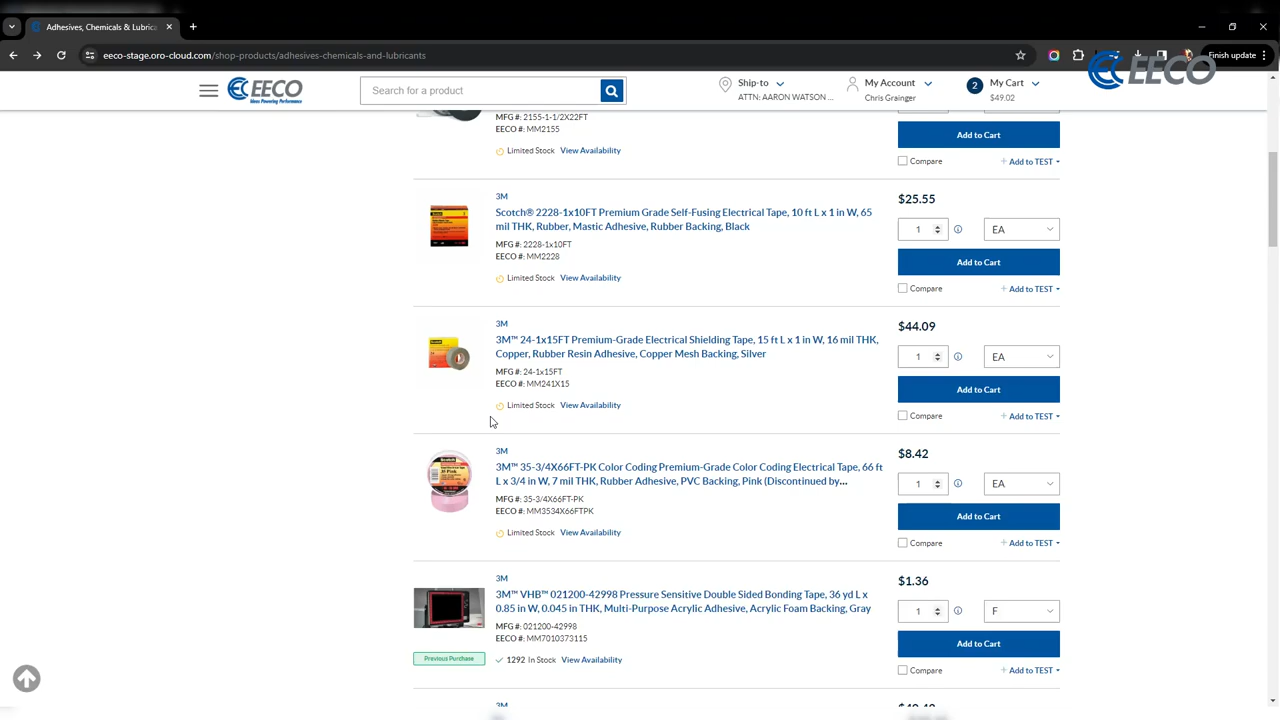 Adhesives, Chemicals & Lubrica
eeco-stage.oro-cloud.com/shop-products/adhesives-chemicals-and-lubricants
Finish update
EECO
EECO
Ideas Powering Performance
Search for a product
Ship-to
ATTN: AARON WATSON ...
My Account
Chris Grainger
2
My Cart
$49.02
MFG #: 2155-1-1/2X22FT
EECO #: MM2155
Limited Stock View Availability
Add to Cart
Compare
+ Add to TEST
3M
Scotch® 2228-1x10FT Premium Grade Self-Fusing Electrical Tape, 10 ft L x 1 in W, 65
mil THK, Rubber, Mastic Adhesive, Rubber Backing, Black
MFG #: 2228-1x10FT
EECO #: MM2228
Limited Stock View Availability
$25.55
1 EA
Add to Cart
Compare
+ Add to TEST
3M
3M™ 24-1x15FT Premium-Grade Electrical Shielding Tape, 15 ft L x 1 in W, 16 mil THK,
Copper, Rubber Resin Adhesive, Copper Mesh Backing, Silver
MFG #: 24-1x15FT
EECO #: MM241X15
Limited Stock View Availability
$44.09
1 EA
Add to Cart
Compare
+ Add to TEST
3M
3M™ 35-3/4X66FT-PK Color Coding Premium-Grade Color Coding Electrical Tape, 66 ft
L x 3/4 in W, 7 mil THK, Rubber Adhesive, PVC Backing, Pink (Discontinued by...
MFG #: 35-3/4X66FT-PK
EECO #: MM3534X66FTPK
Limited Stock View Availability
$8.42
1 EA
Add to Cart
Compare
+ Add to TEST
3M
3M™ VHB™ 021200-42998 Pressure Sensitive Double Sided Bonding Tape, 36 yd L x
0.85 in W, 0.045 in THK, Multi-Purpose Acrylic Adhesive, Acrylic Foam Backing, Gray
MFG #: 021200-42998
EECO #: MM7010373115
Previous Purchase
1292 In Stock View Availability
$1.36
1 F
Add to Cart
Compare
+ Add to TEST
3M